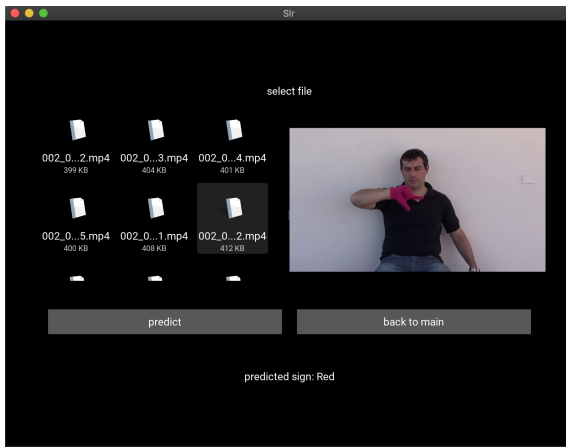 Slr
select file
002_0...2.mp4 002_0...3.mp4 002_0...4.mp4
399 KB 404 KB 401 KB
002_0...5.mp4 002_0...1.mp4 002_0...2.mp4
400 KB 408 KB 412 KB
predict back to main
predicted sign: Red